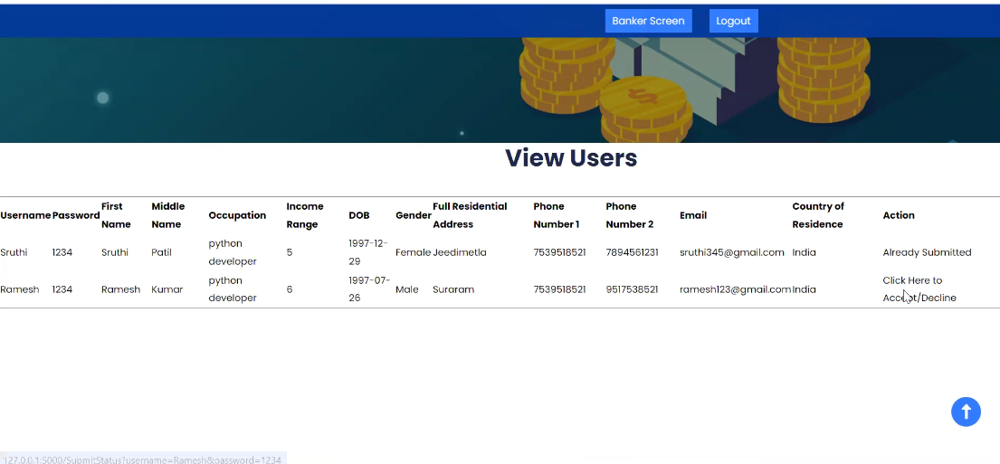 Banker Screen Logout
View Users
Username Password First Name Middle Name Occupation Income Range DOB Gender Full Residential Address Phone Number 1 Phone Number 2 Email Country of Residence Action
Sruthi 1234 Sruthi Patil python developer 5 1997-12-29 Female Jeedimetla 7539518521 7894561231 sruthi345@gmail.com India Already Submitted
Ramesh 1234 Ramesh Kumar python developer 6 1997-07-26 Male Suraram 7539518521 9517538521 ramesh123@gmail.com India Click Here to Accept/Decline
127.0.0.1:5000/SubmitStatus?username=Ramesh&password=1234